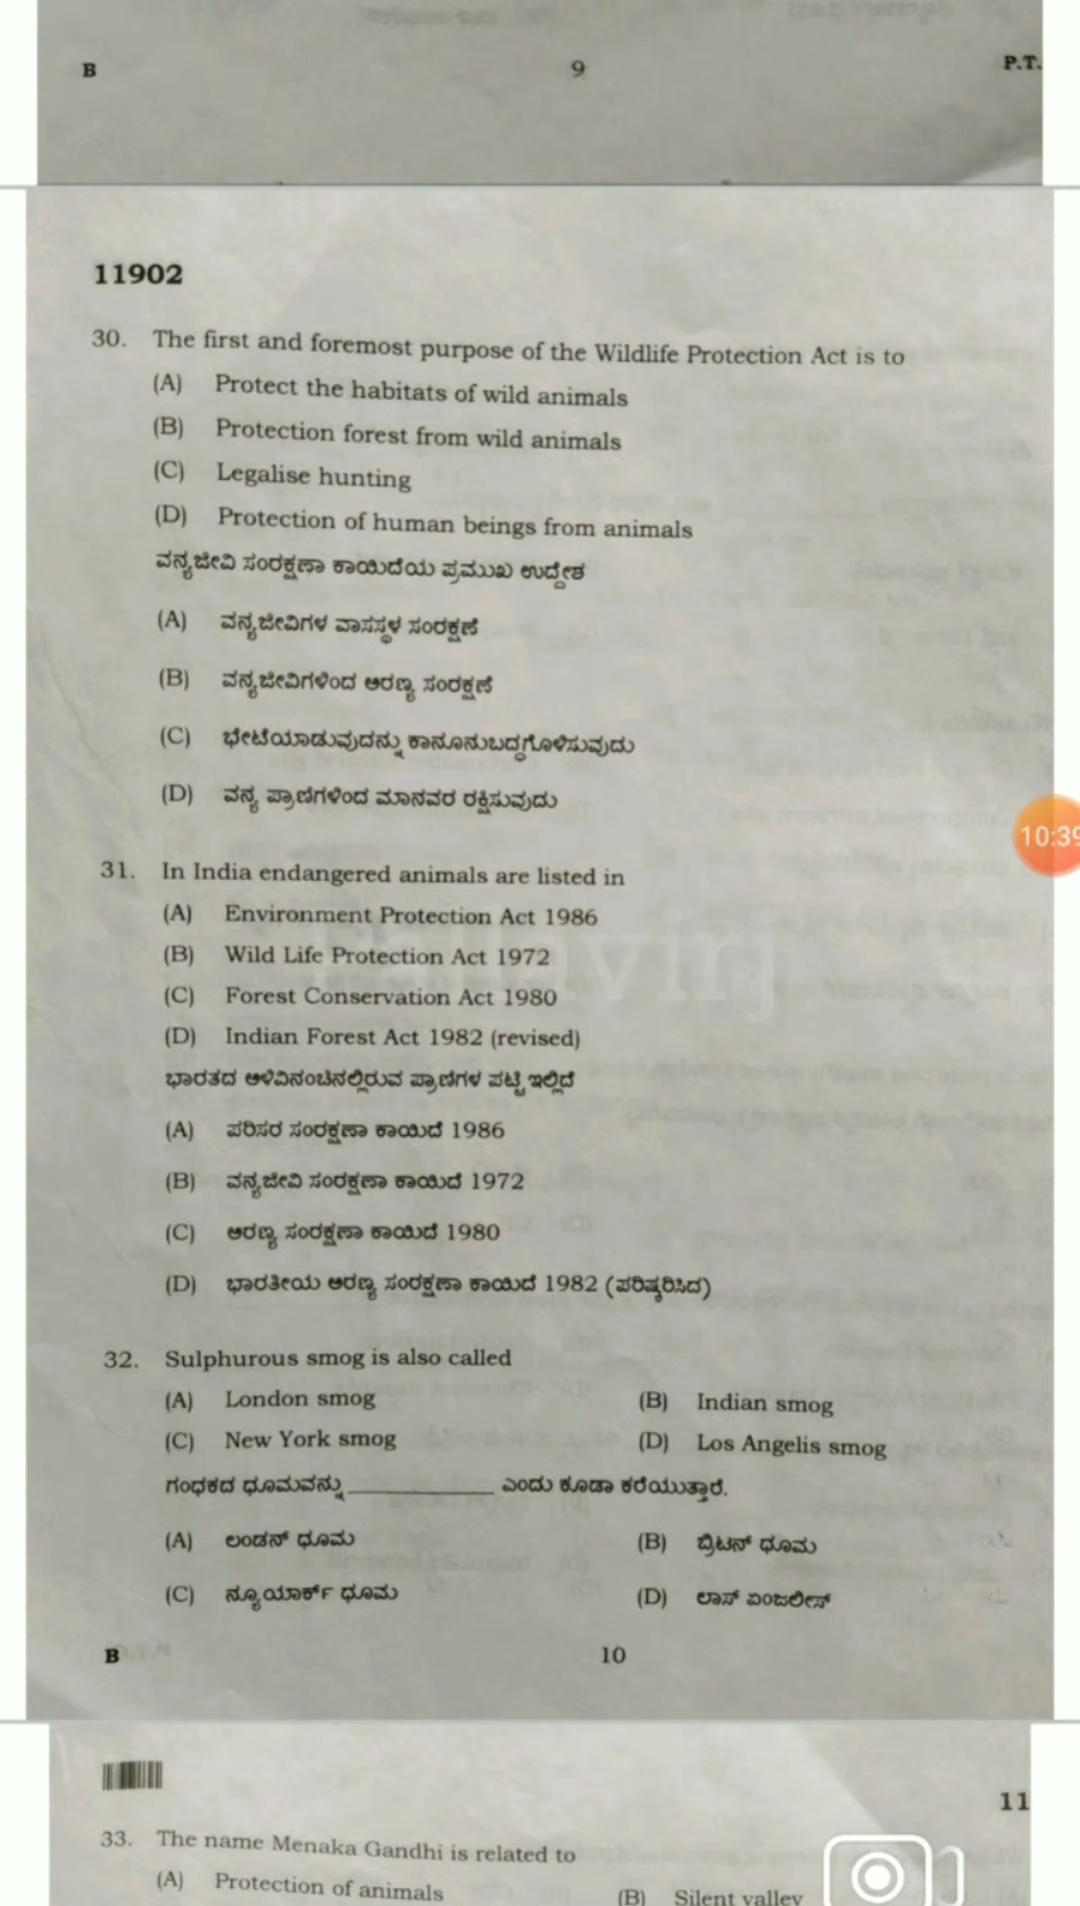 B 9 P.T.
11902
30. The first and foremost purpose of the Wildlife Protection Act is to
(A) Protect the habitats of wild animals
(B) Protection forest from wild animals
(C) Legalise hunting
(D) Protection of human beings from animals
ವನ್ಯಜೀವಿ ಸಂರಕ್ಷಣಾ ಕಾಯಿದೆಯ ಪ್ರಮುಖ ಉದ್ದೇಶ
(A) ವನ್ಯಜೀವಿಗಳ ವಾಸಸ್ಥಳ ಸಂರಕ್ಷಣೆ
(B) ವನ್ಯಜೀವಿಗಳಿಂದ ಅರಣ್ಯ ಸಂರಕ್ಷಣೆ
(C) ಭೇಟೆಯಾಡುವುದನ್ನು ಕಾನೂನುಬದ್ಧಗೊಳಿಸುವುದು
(D) ವನ್ಯ ಪ್ರಾಣಿಗಳಿಂದ ಮಾನವರ ರಕ್ಷಿಸುವುದು
10:39
31. In India endangered animals are listed in
(A) Environment Protection Act 1986
(B) Wild Life Protection Act 1972
(C) Forest Conservation Act 1980
(D) Indian Forest Act 1982 (revised)
ಭಾರತದ ಅಳಿವಿನಂಚಿನಲ್ಲಿರುವ ಪ್ರಾಣಿಗಳ ಪಟ್ಟಿ ಇಲ್ಲಿದೆ
(A) ಪರಿಸರ ಸಂರಕ್ಷಣಾ ಕಾಯಿದೆ 1986
(B) ವನ್ಯಜೀವಿ ಸಂರಕ್ಷಣಾ ಕಾಯಿದೆ 1972
(C) ಅರಣ್ಯ ಸಂರಕ್ಷಣಾ ಕಾಯಿದೆ 1980
(D) ಭಾರತೀಯ ಅರಣ್ಯ ಸಂರಕ್ಷಣಾ ಕಾಯಿದೆ 1982 (ಪರಿಷ್ಕರಿಸಿದ)
32. Sulphurous smog is also called
(A) London smog (B) Indian smog
(C) New York smog (D) Los Angelis smog
ಗಂಧಕದ ಧೂಮವನ್ನು __________ ಎಂದು ಕೂಡಾ ಕರೆಯುತ್ತಾರೆ.
(A) ಲಂಡನ್ ಧೂಮ (B) ಬ್ರಿಟನ್ ಧೂಮ
(C) ನ್ಯೂಯಾರ್ಕ್ ಧೂಮ (D) ಲಾಸ್ ಏಂಜಲೀಸ್
B 10
11
33. The name Menaka Gandhi is related to
(A) Protection of animals (B) Silent valley